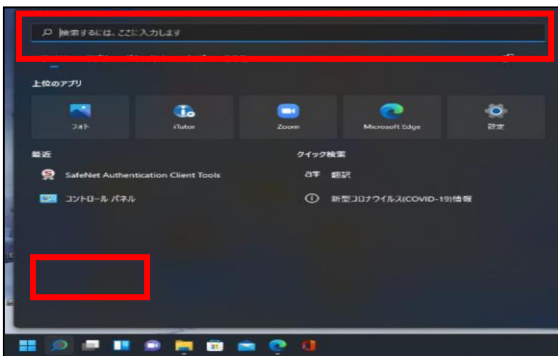 検索するには、ここに入力します
上位のアプリ
フォト
iTutor
Zoom
Microsoft Edge
設定
最近
クイック検索
SafeNet Authentication Client Tools
翻訳
コントロール パネル
新型コロナウイルス(COVID-19)情報